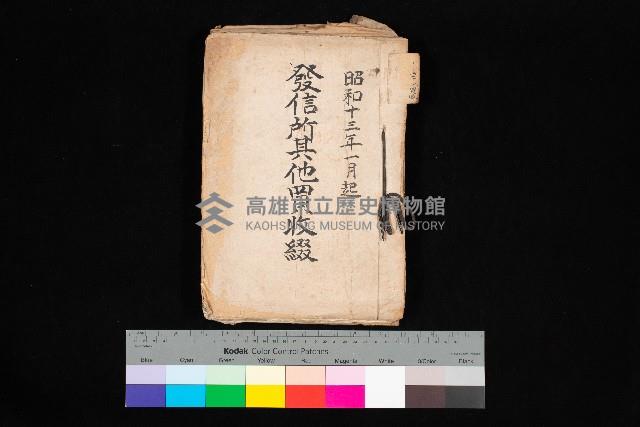 昭和十三年一月起
發信所其他買收綴
高雄市立歷史博物館
KAOHSIUNG MUSEUM OF HISTORY
Kodak Color Control Patches
Blue Cyan Green Yellow Red Magenta White 3/Color Black